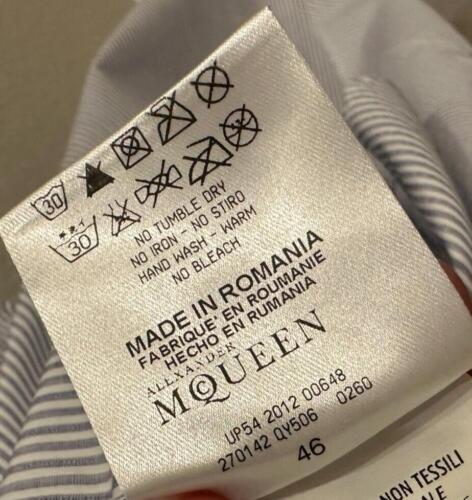 30
30
NO TUMBLE DRY
NO IRON - NO STIRO
HAND WASH - WARM
NO BLEACH
MADE IN ROMANIA
FABRIQUE' EN ROUMANIE
HECHO EN RUMANIA
ALEXANDER
MCQUEEN
UP54 2012 00648
270142 QY506 0260
46
NON TESSILI